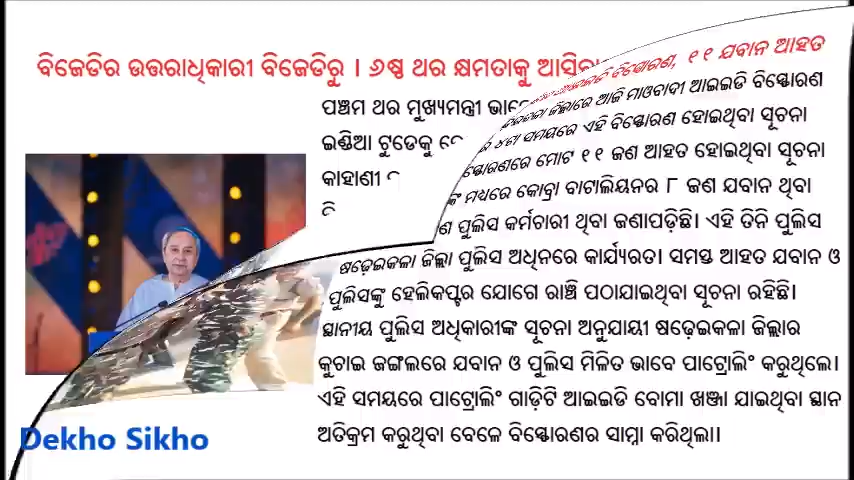 ବିଜେଡିର ଉତ୍ତରାଧିକାରୀ ବିଜେଡିରୁ । ୬ଷ୍ଠ ଥର କ୍ଷମତାକୁ
ବିସ୍ଫୋରଣ, ୧୧ ଯବାନ ଆହତ
ପଞ୍ଚମ ଥର ମୁଖ୍ୟମନ୍ତ୍ରୀ
ଜିଲ୍ଲାରେ ଆଜି ମାଓବାଦୀ ଆଇଇଡି ବିସ୍ଫୋରଣ
ଇଣ୍ଡିଆ ଟୁଡେକୁ
ସମୟରେ ଏହି ବିସ୍ଫୋରଣ ହୋଇଥିବା ସୂଚନା
କାହାଣୀ
ମୋଟ ୧୧ ଜଣ ଆହତ ହୋଇଥିବା ସୂଚନା
ମଧ୍ୟରେ କୋବ୍ରା ବାଟାଲିୟନର ୮ ଜଣ ଯବାନ ଥିବା
ପୁଲିସ କର୍ମଚାରୀ ଥିବା ଜଣାପଡ଼ିଛି। ଏହି ତିନି ପୁଲିସ
ଷଢ଼େଇକଳା ଜିଲ୍ଲା ପୁଲିସ ଅଧିନରେ କାର୍ଯ୍ୟରତ। ସମସ୍ତ ଆହତ ଯବାନ ଓ
ପୁଲିସଙ୍କୁ ହେଲିକପ୍ଟର ଯୋଗେ ରାଞ୍ଚି ପଠାଯାଇଥିବା ସୂଚନା ରହିଛି।
ସ୍ଥାନୀୟ ପୁଲିସ ଅଧିକାରୀଙ୍କ ସୂଚନା ଅନୁଯାୟୀ ଷଢ଼େଇକଳା ଜିଲ୍ଲାର
କୁଚାଇ ଜଙ୍ଗଲରେ ଯବାନ ଓ ପୁଲିସ ମିଳିତ ଭାବେ ପାଟ୍ରୋଲିଂ କରୁଥିଲେ।
ଏହି ସମୟରେ ପାଟ୍ରୋଲିଂ ଗାଡ଼ିଟି ଆଇଇଡି ବୋମା ଖଞ୍ଜା ଯାଇଥିବା ସ୍ଥାନ
ଅତିକ୍ରମ କରୁଥିବା ବେଳେ ବିସ୍ଫୋରଣର ସାମ୍ନା କରିଥିଲା।
Dekho Sikho